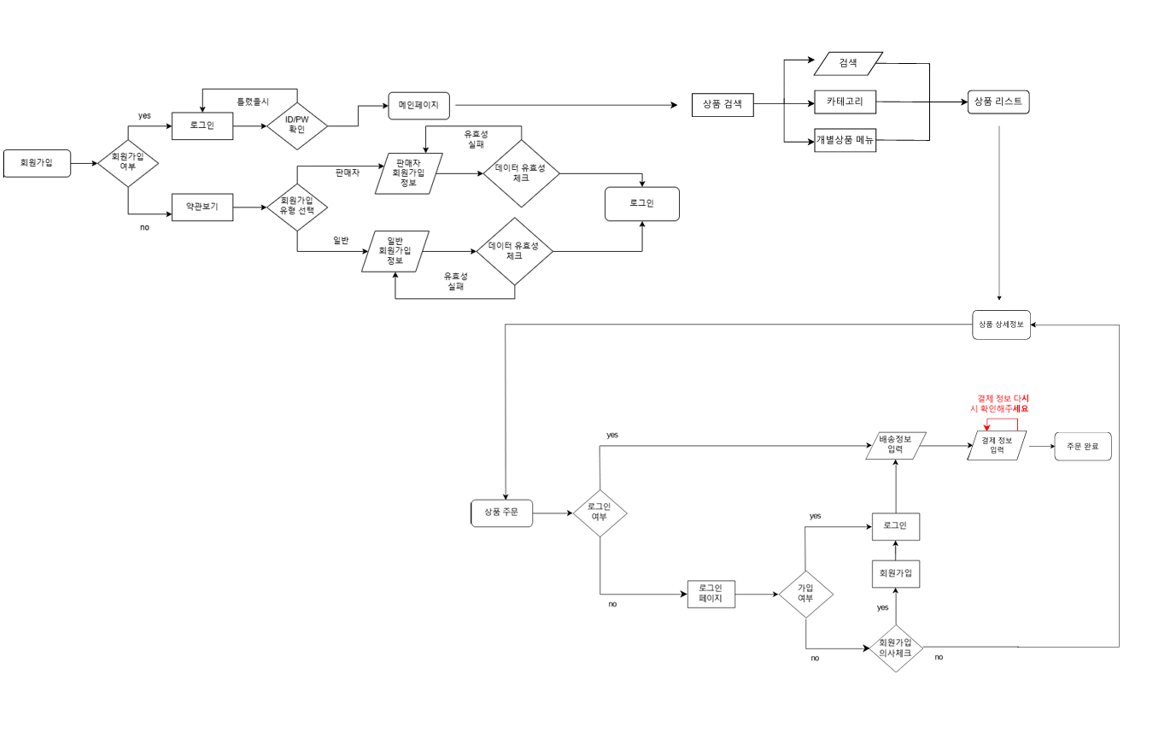 회원가입
회원가입
여부
yes
no
로그인
틀렸을시
ID/PW
확인
메인페이지
약관보기
회원가입
유형 선택
판매자
일반
판매자
회원가입
정보
유효성
실패
데이터 유효성
체크
일반
회원가입
정보
유효성
실패
데이터 유효성
체크
로그인
상품 검색
검색
카테고리
개별상품 메뉴
상품 리스트
상품 상세정보
상품 주문
로그인
여부
yes
no
로그인
페이지
가입
여부
yes
no
회원가입
의사체크
yes
no
회원가입
로그인
배송정보
입력
결제 정보 다시
시 확인해주세요
결제 정보
입력
주문 완료